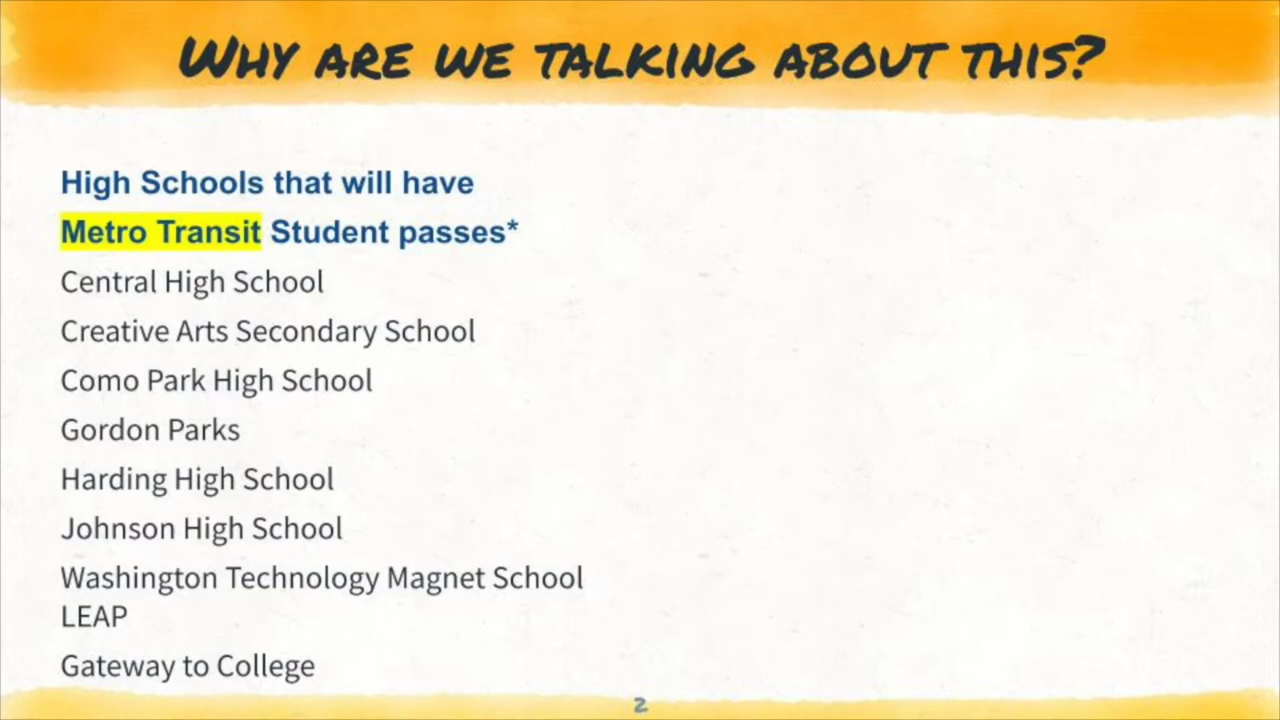 WHY ARE WE TALKING ABOUT THIS?
High Schools that will have
Metro Transit Student passes*
Central High School
Creative Arts Secondary School
Como Park High School
Gordon Parks
Harding High School
Johnson High School
Washington Technology Magnet School
LEAP
Gateway to College
2